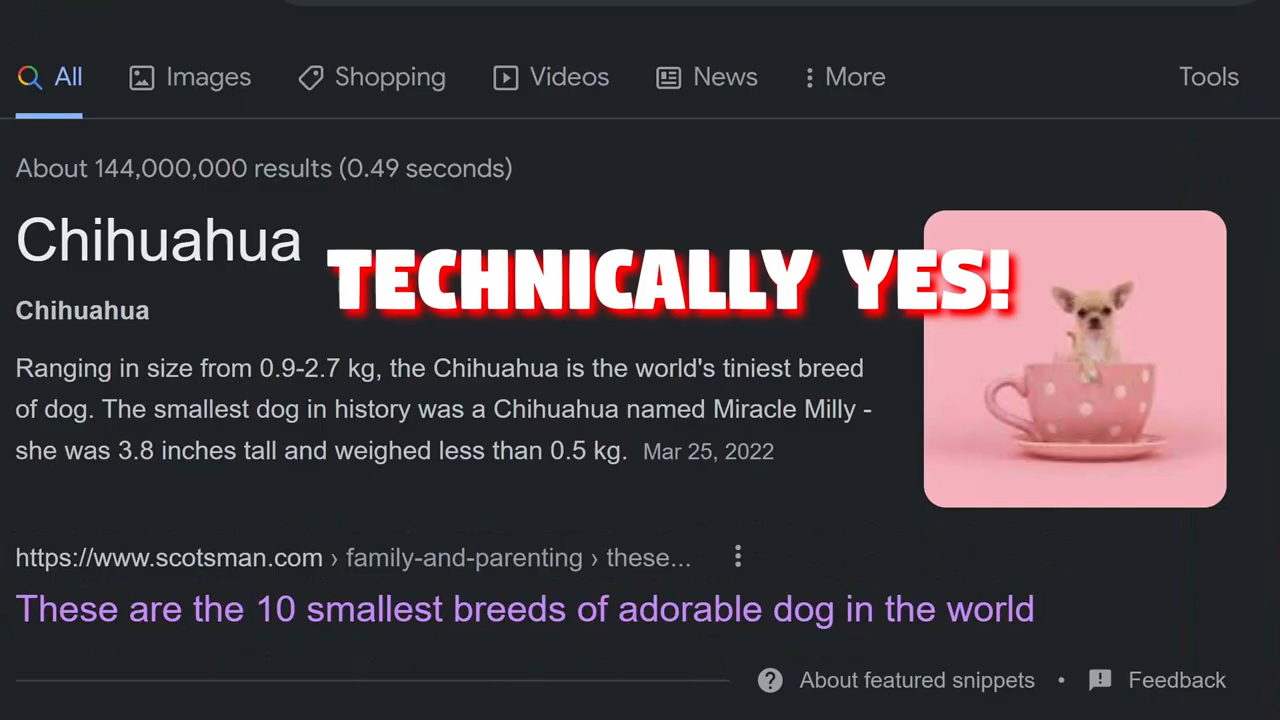 All Images Shopping Videos News More Tools
About 144,000,000 results (0.49 seconds)
Chihuahua
TECHNICALLY YES!
Chihuahua
Ranging in size from 0.9-2.7 kg, the Chihuahua is the world's tiniest breed
of dog. The smallest dog in history was a Chihuahua named Miracle Milly -
she was 3.8 inches tall and weighed less than 0.5 kg. Mar 25, 2022
https://www.scotsman.com › family-and-parenting › these...
These are the 10 smallest breeds of adorable dog in the world
About featured snippets • Feedback